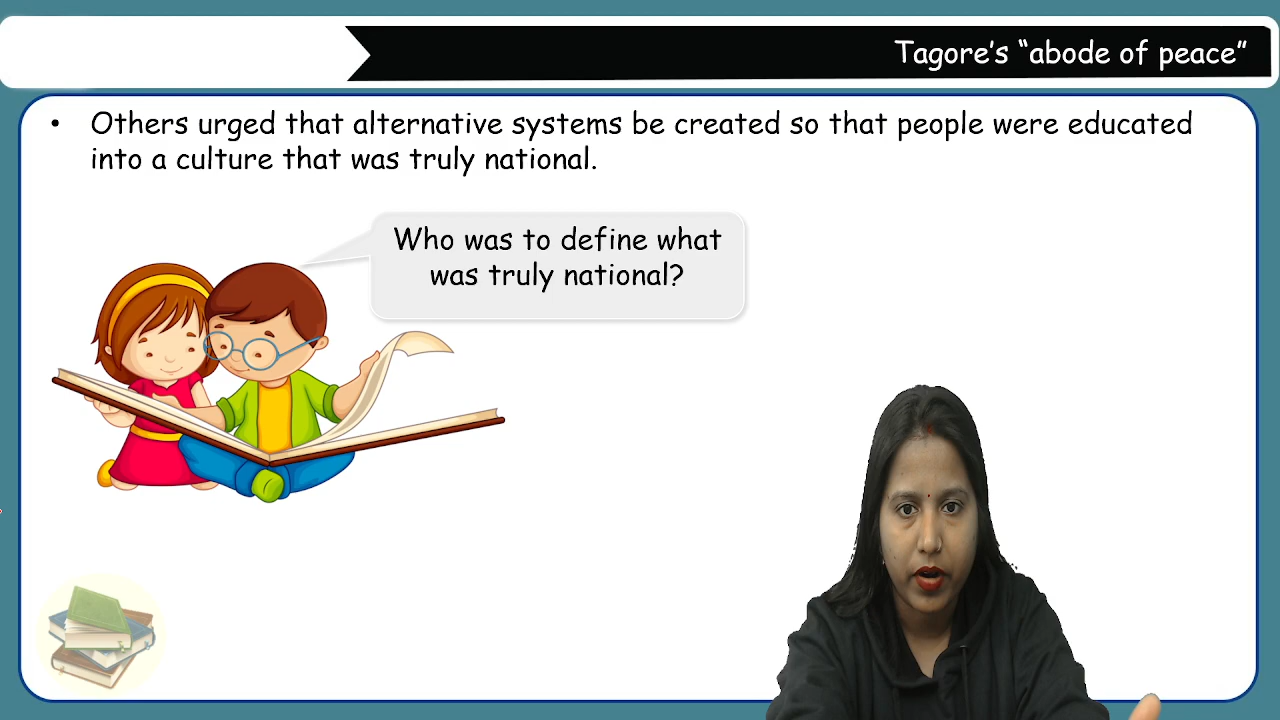 Tagore's “abode of peace”
• Others urged that alternative systems be created so that people were educated
into a culture that was truly national.
Who was to define what
was truly national?